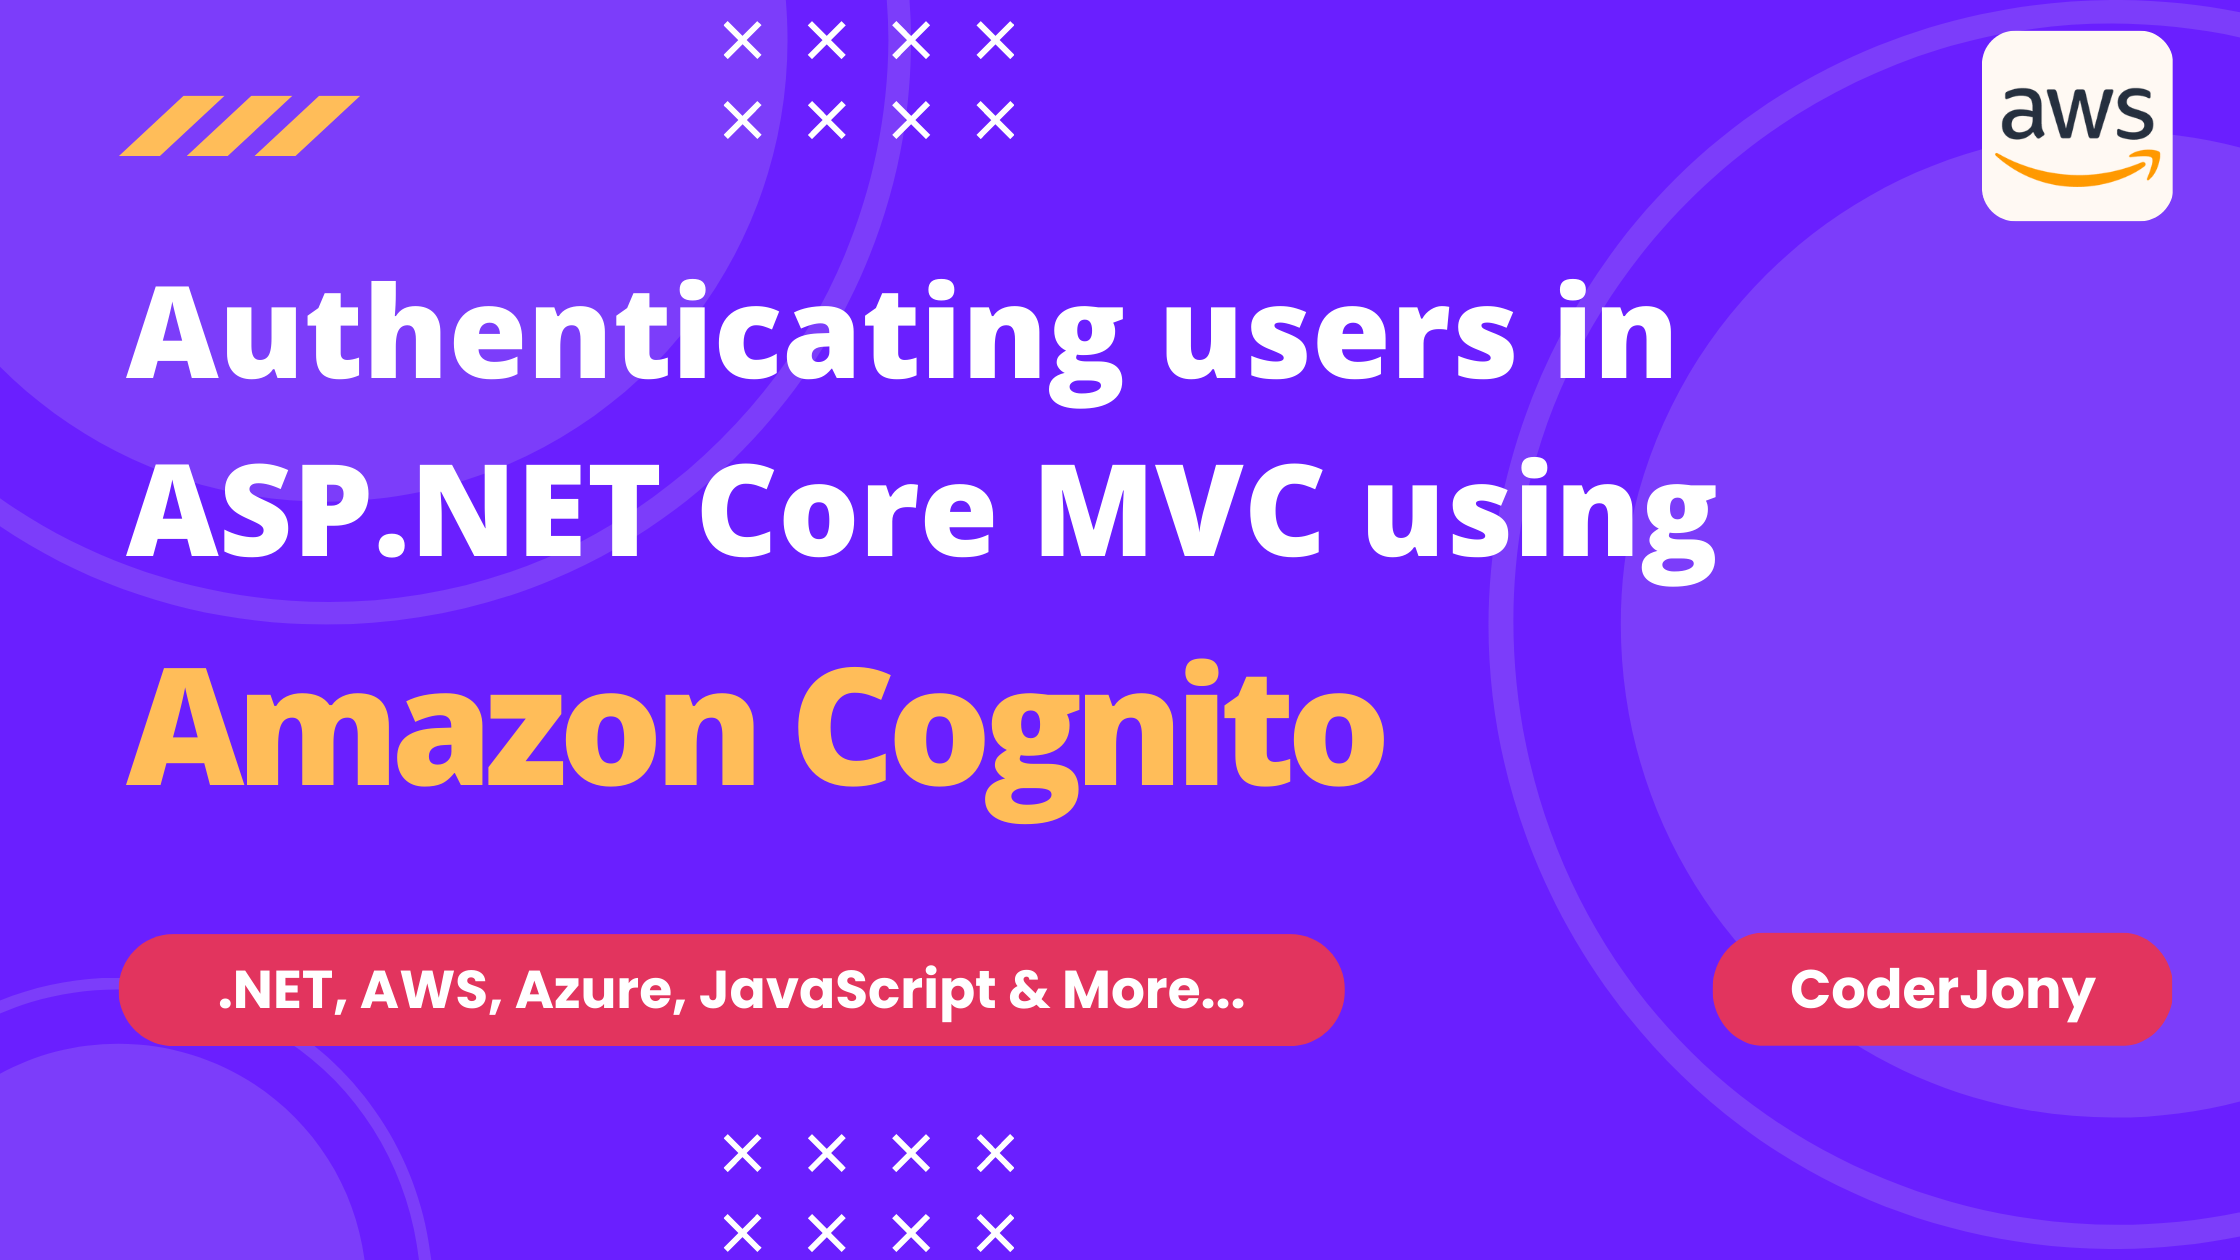 aws
Authenticating users in
ASP.NET Core MVC using
Amazon Cognito
.NET, AWS, Azure, JavaScript & More...
CoderJony